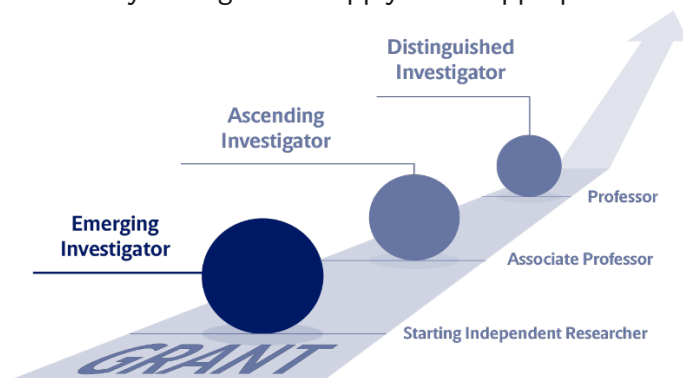 Distinguished
Investigator
Ascending
Investigator
Emerging
Investigator
Professor
Associate Professor
Starting Independent Researcher
GRANT